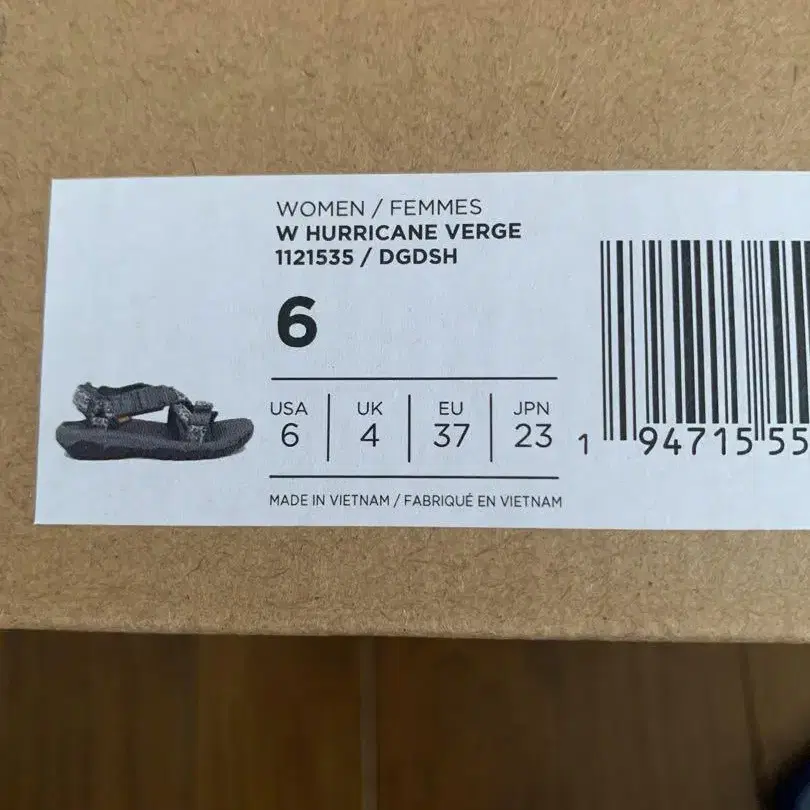 WOMEN / FEMMES
W HURRICANE VERGE
1121535 / DGDSH
6
USA UK EU JPN
6 4 37 23
MADE IN VIETNAM / FABRIQUÉ EN VIETNAM
1 94715 55